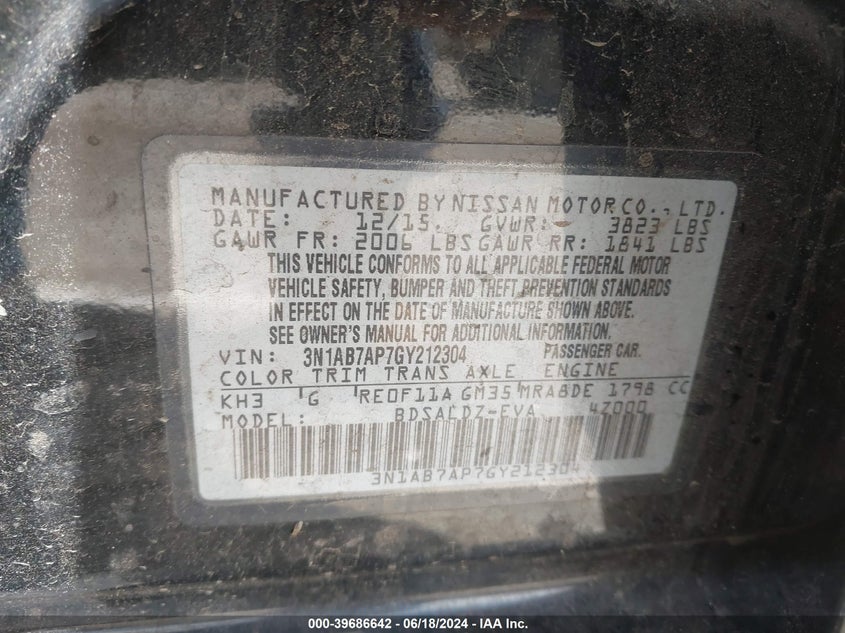 MANUFACTURED BY NISSAN MOTOR CO., LTD.
DATE: 12/15. GVWR: 3823 LBS
GAWR FR: 2006 LBS GAWR RR: 1841 LBS
THIS VEHICLE CONFORMS TO ALL APPLICABLE FEDERAL MOTOR
VEHICLE SAFETY, BUMPER AND THEFT PREVENTION STANDARDS
IN EFFECT ON THE DATE OF MANUFACTURE SHOWN ABOVE.
SEE OWNER'S MANUAL FOR ADDITIONAL INFORMATION.
VIN: 3N1AB7AP7GY212304 PASSENGER CAR.
COLOR TRIM TRANS AXLE ENGINE
KH3 G RE0F11A GM35 MRA8DE 1798 CC
MODEL: BDSALDZ-EVA 4Z000
3N1AB7AP7GY212304
000-39686642 - 06/18/2024 - IAA Inc.